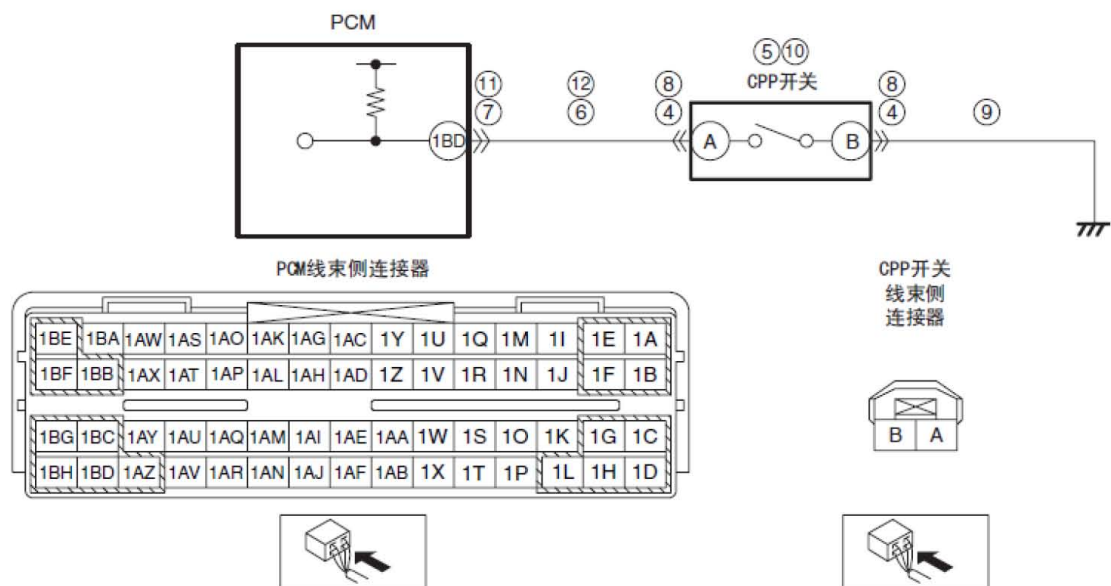 PCM
⑤⑩
⑪ ⑫ ⑧ CPP开关 ⑧
⑦ ⑥ ④ ④ ⑨
1BD A B
PCM线束侧连接器
CPP开关
线束侧
连接器
1BE 1BA 1AW 1AS 1AO 1AK 1AG 1AC 1Y 1U 1Q 1M 1I 1E 1A
1BF 1BB 1AX 1AT 1AP 1AL 1AH 1AD 1Z 1V 1R 1N 1J 1F 1B
1BG 1BC 1AY 1AU 1AQ 1AM 1AI 1AE 1AA 1W 1S 1O 1K 1G 1C
1BH 1BD 1AZ 1AV 1AR 1AN 1AJ 1AF 1AB 1X 1T 1P 1L 1H 1D
B A